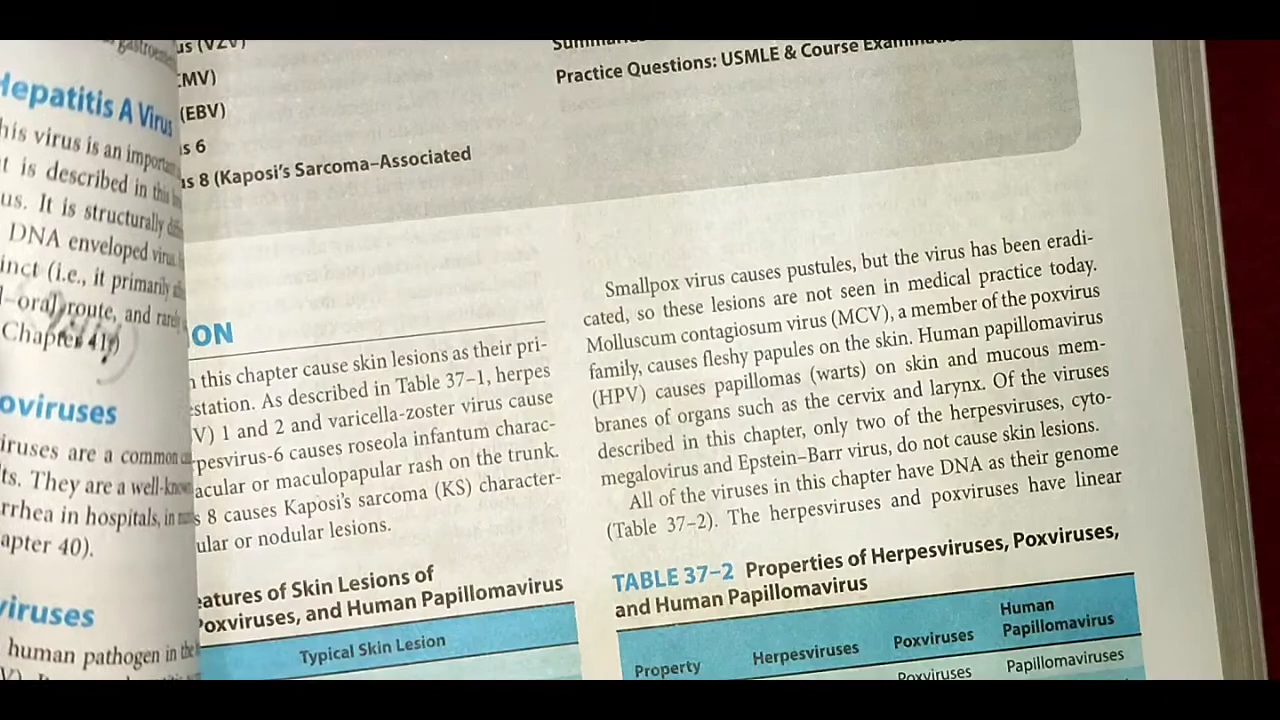 Hepatitis A Virus
his virus is an important
t is described in this
us. It is structurally
DNA enveloped virus
inct (i.e., it primarily
l–oral route, and rarely
Chapter 41)
oviruses
iruses are a common
lts. They are a well-known
rrhea in hospitals, in
apter 40).
viruses
human pathogen in the
us (VZV)
CMV)
(EBV)
s 6
us 8 (Kaposi's Sarcoma–Associated
Practice Questions: USMLE & Course
ON
n this chapter cause skin lesions as their pri-
estation. As described in Table 37–1, herpes
V) 1 and 2 and varicella-zoster virus cause
pesvirus-6 causes roseola infantum charac-
acular or maculopapular rash on the trunk.
s 8 causes Kaposi's sarcoma (KS) character-
ular or nodular lesions.
eatures of Skin Lesions of
Poxviruses, and Human Papillomavirus
Typical Skin Lesion
Smallpox virus causes pustules, but the virus has been eradi-
cated, so these lesions are not seen in medical practice today.
Molluscum contagiosum virus (MCV), a member of the poxvirus
family, causes fleshy papules on the skin. Human papillomavirus
(HPV) causes papillomas (warts) on skin and mucous mem-
branes of organs such as the cervix and larynx. Of the viruses
described in this chapter, only two of the herpesviruses, cyto-
megalovirus and Epstein–Barr virus, do not cause skin lesions.
All of the viruses in this chapter have DNA as their genome
(Table 37–2). The herpesviruses and poxviruses have linear
TABLE 37–2 Properties of Herpesviruses, Poxviruses,
and Human Papillomavirus
Property Herpesviruses Poxviruses Human Papillomavirus
Poxviruses Papillomaviruses